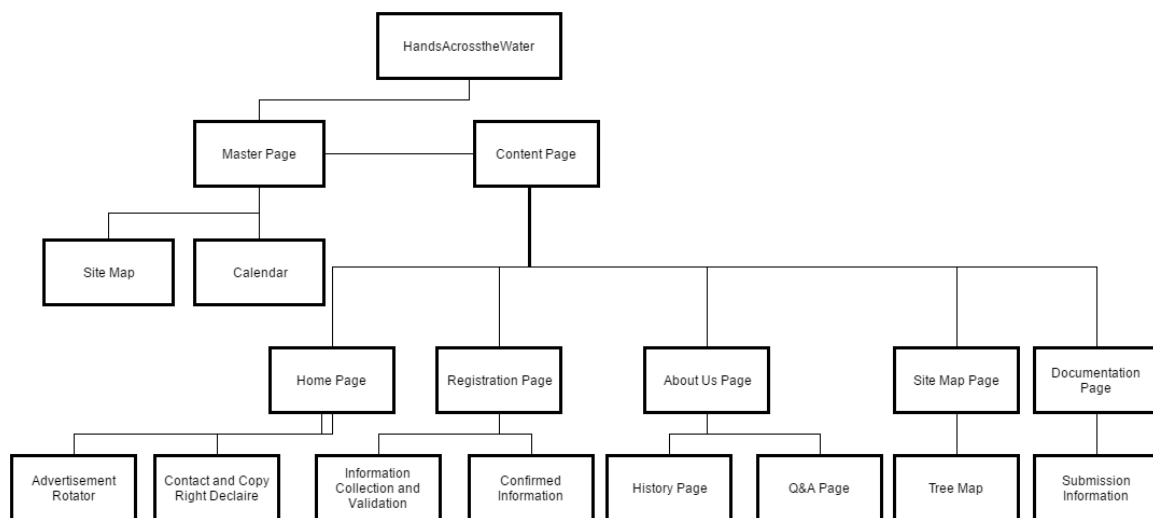 HandsAcrosstheWater
Master Page
Content Page
Site Map
Calendar
Home Page
Registration Page
About Us Page
Site Map Page
Documentation
Page
Advertisement
Rotator
Contact and Copy
Right Declaire
Information
Collection and
Validation
Confirmed
Information
History Page
Q&A Page
Tree Map
Submission
Information